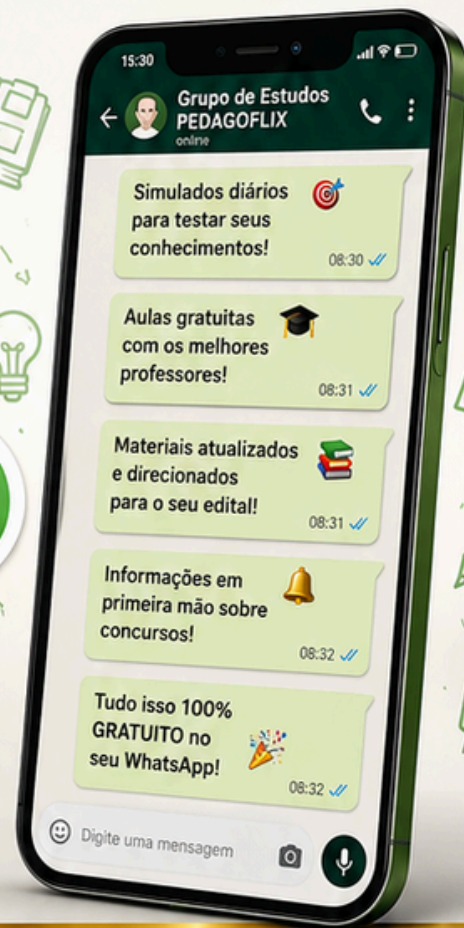 15:30
Grupo de Estudos
PEDAGOFLIX
online
Simulados diários
para testar seus
conhecimentos!
08:30
Aulas gratuitas
com os melhores
professores!
08:31
Materiais atualizados
e direcionados
para o seu edital!
08:31
Informações em
primeira mão sobre
concursos!
08:32
Tudo isso 100%
GRATUITO no
seu WhatsApp!
08:32
Digite uma mensagem